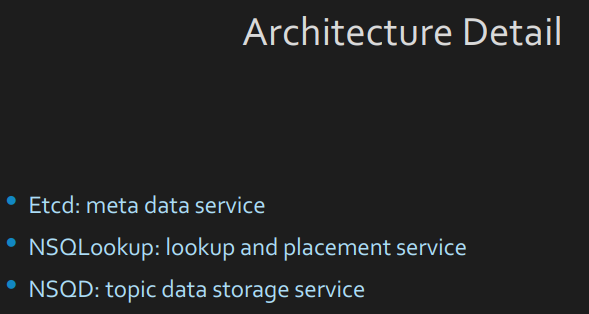 Architecture Detail
• Etcd: meta data service
• NSQLookup: lookup and placement service
• NSQD: topic data storage service